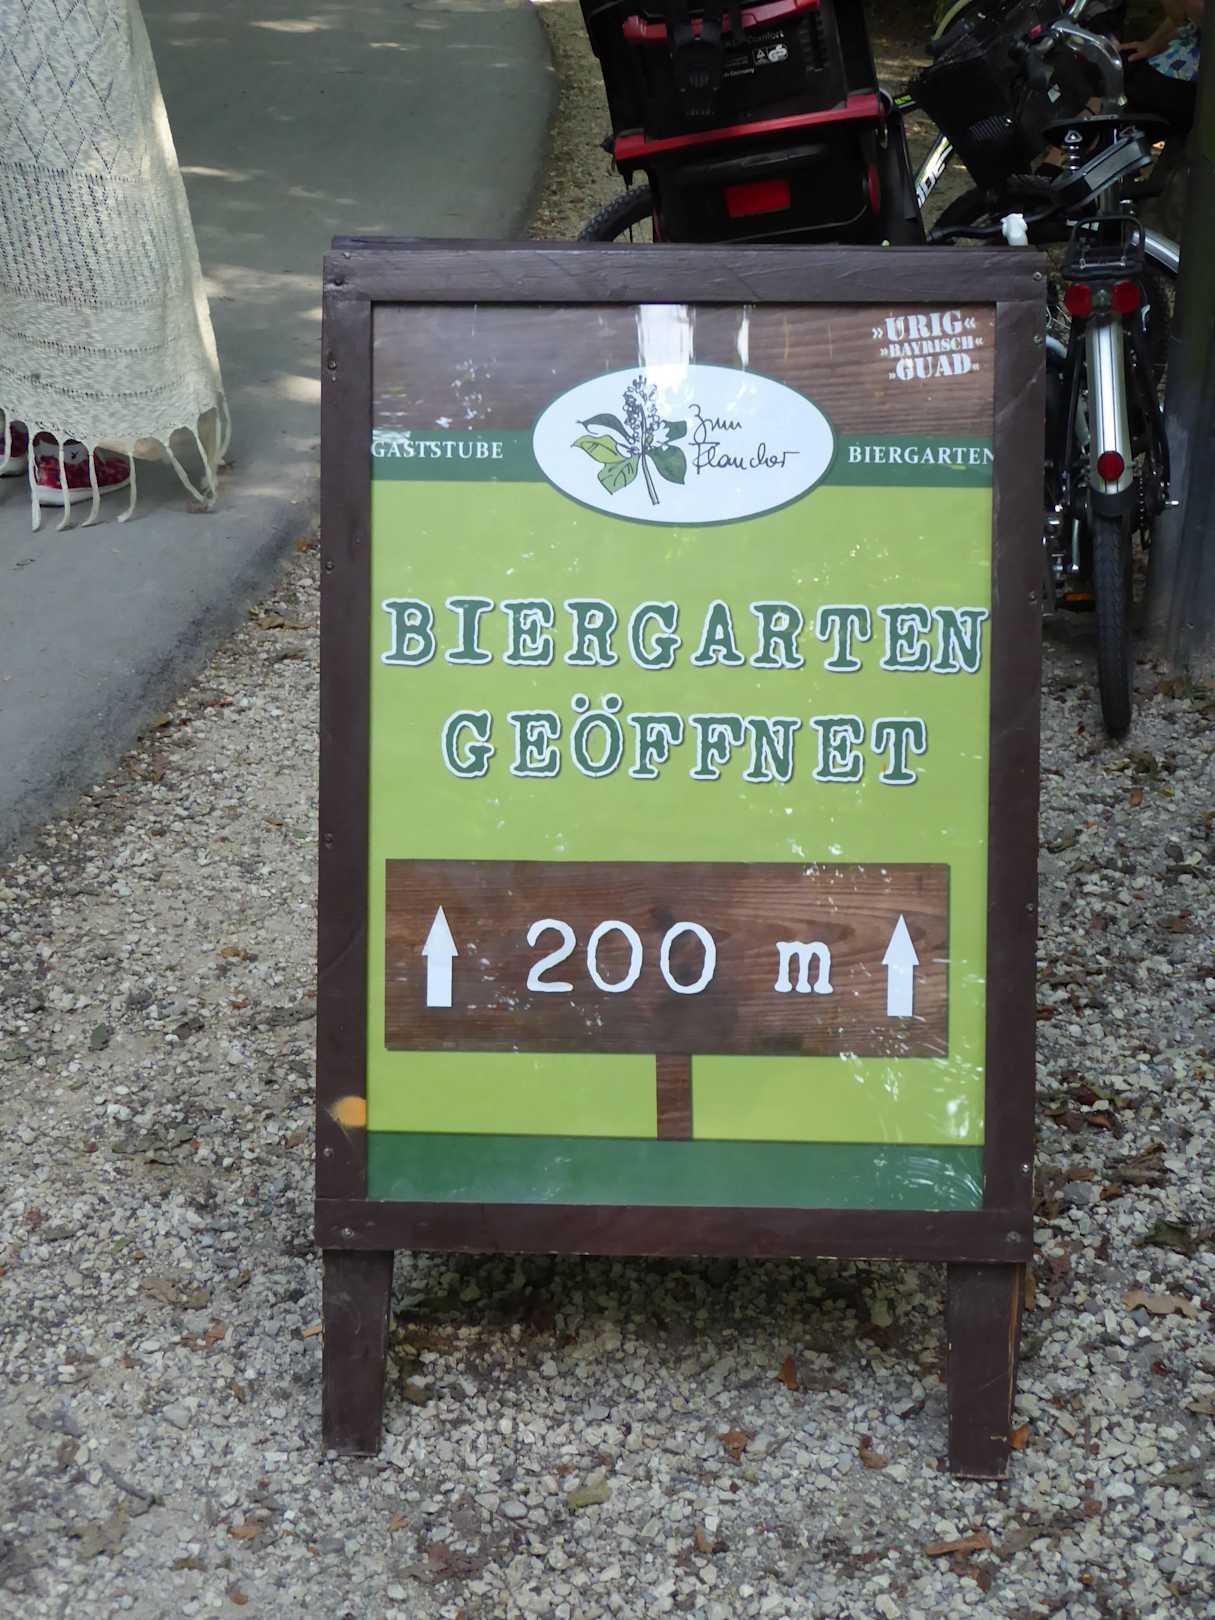 »URIG«
»BAYRISCH«
»GUAD«
GASTSTUBE
Zum
Flaucher
BIERGARTEN
BIERGARTEN
GEÖFFNET
200 m